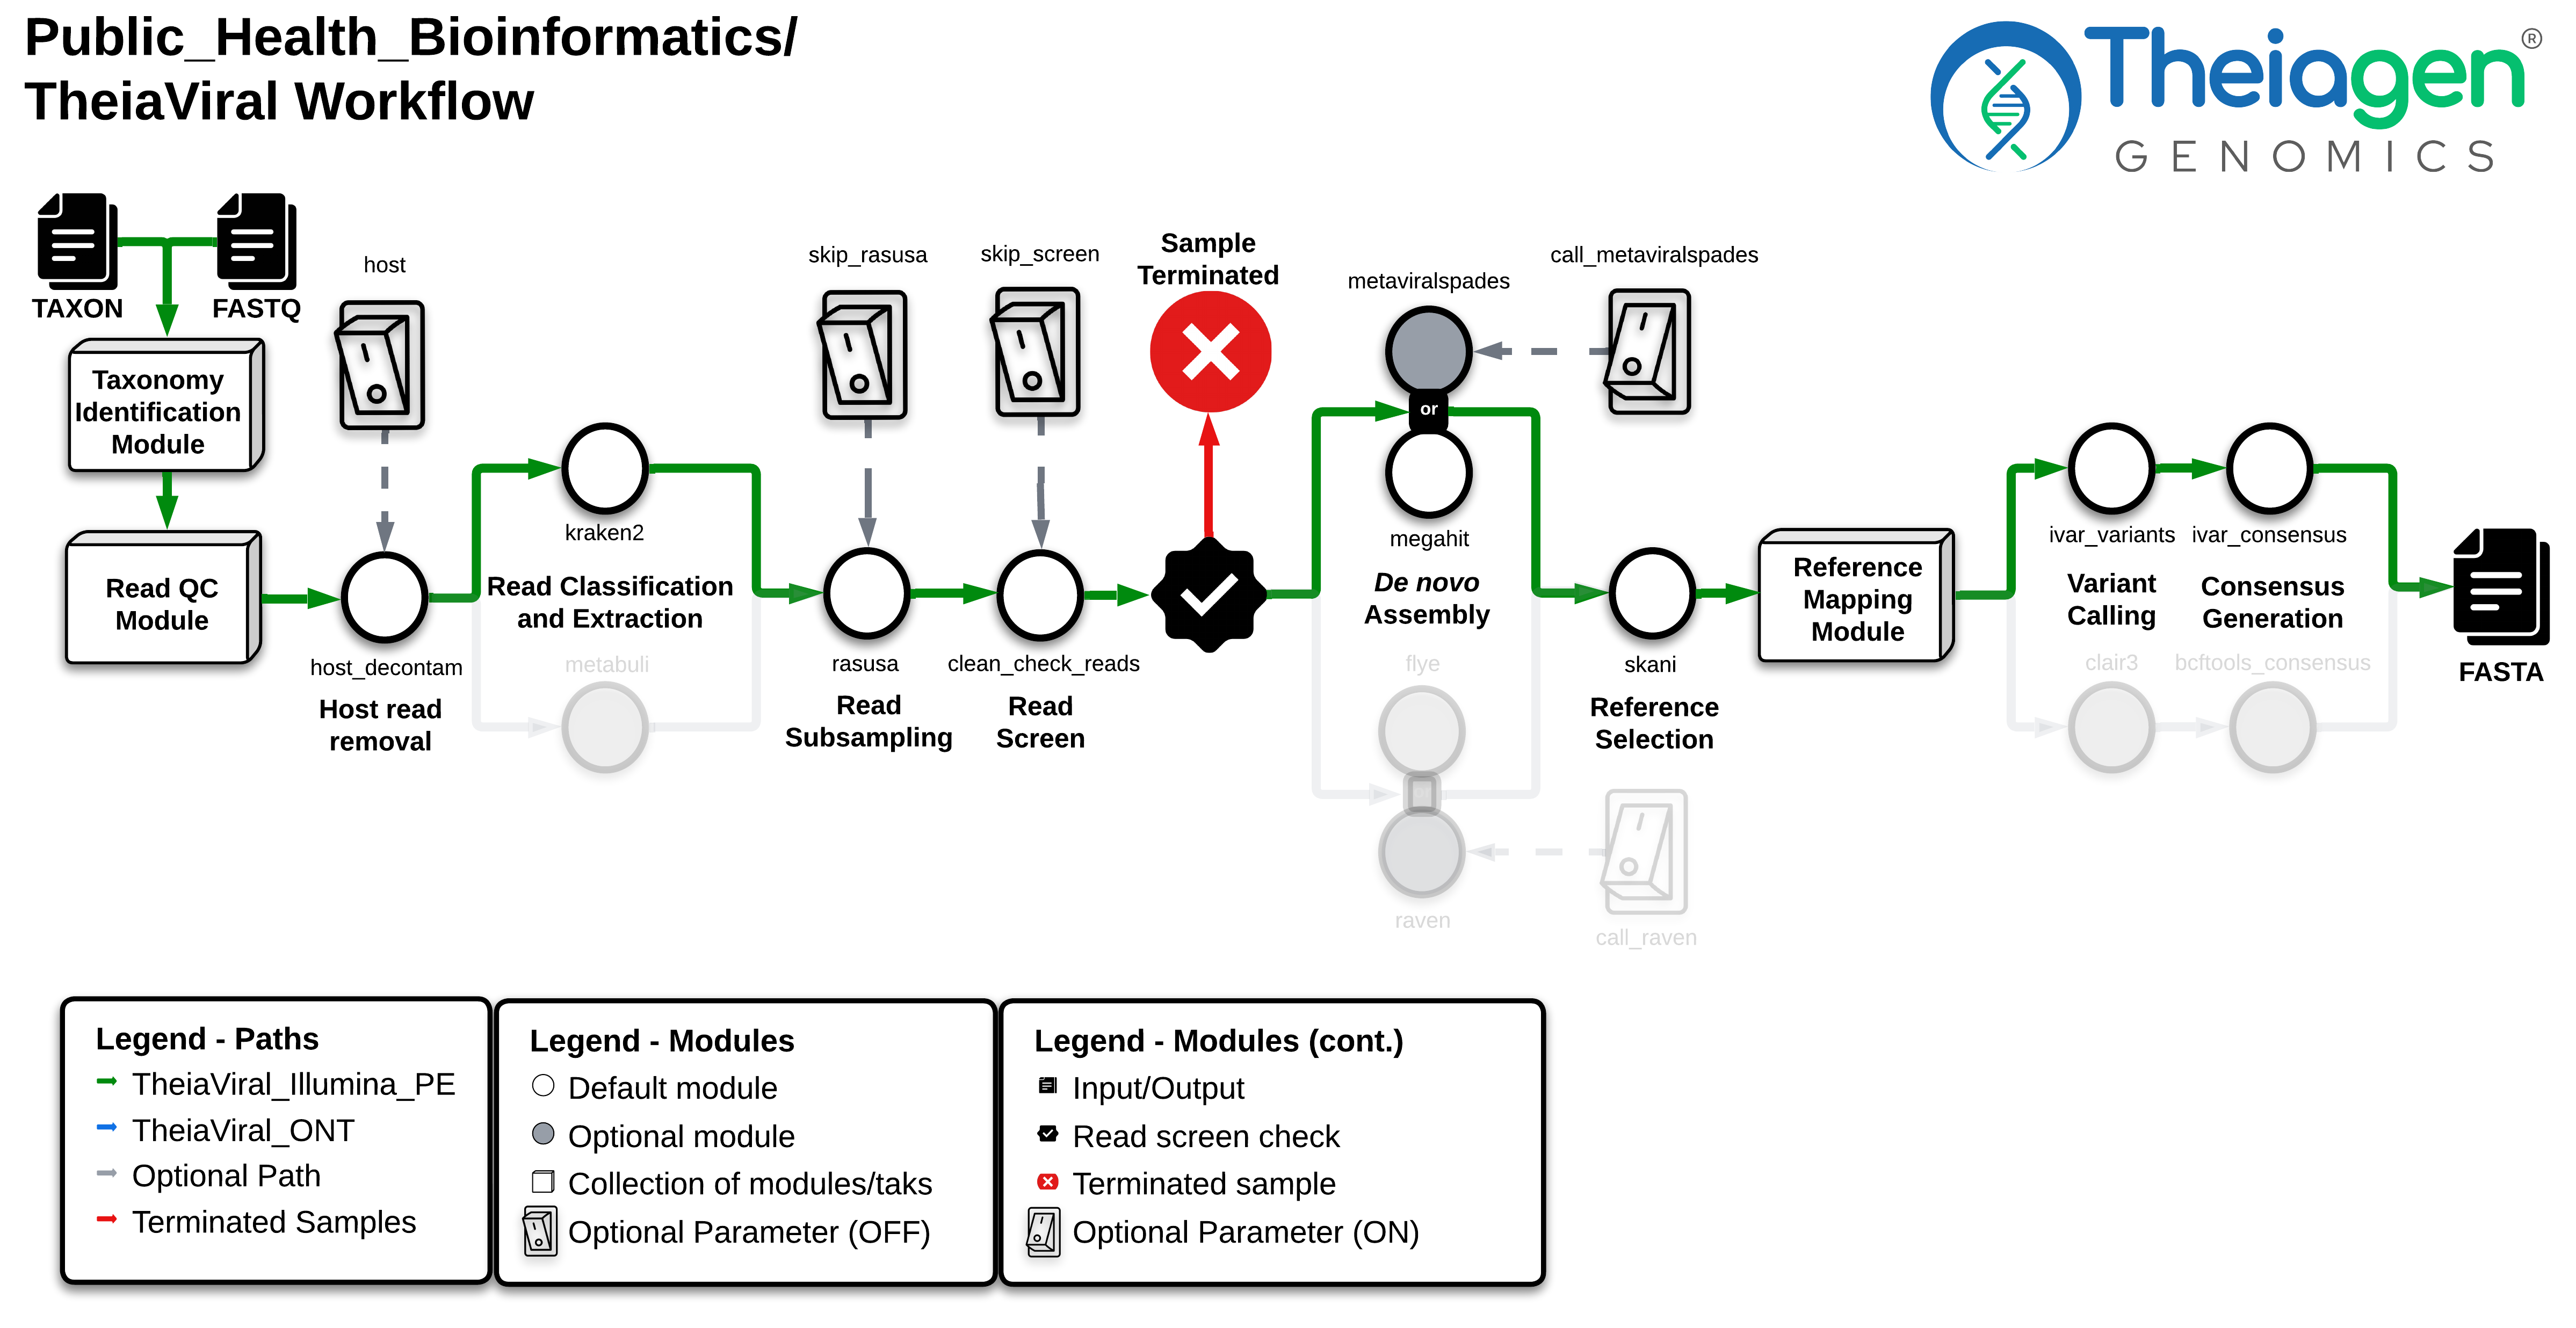 Public_Health_Bioinformatics/
TheiaViral Workflow
Theiagen®
GENOMICS
TAXON
FASTQ
Taxonomy
Identification
Module
Read QC
Module
host
host_decontam
Host read
removal
kraken2
Read Classification
and Extraction
metabuli
skip_rasusa
rasusa
Read
Subsampling
skip_screen
clean_check_reads
Read
Screen
Sample
Terminated
metaviralspades
or
megahit
De novo
Assembly
flye
raven
call_metaviralspades
skani
Reference
Selection
call_raven
Reference
Mapping
Module
ivar_variants
Variant
Calling
clair3
ivar_consensus
Consensus
Generation
bcftools_consensus
FASTA
Legend - Paths
TheiaViral_Illumina_PE
TheiaViral_ONT
Optional Path
Terminated Samples
Legend - Modules
Default module
Optional module
Collection of modules/taks
Optional Parameter (OFF)
Legend - Modules (cont.)
Input/Output
Read screen check
Terminated sample
Optional Parameter (ON)